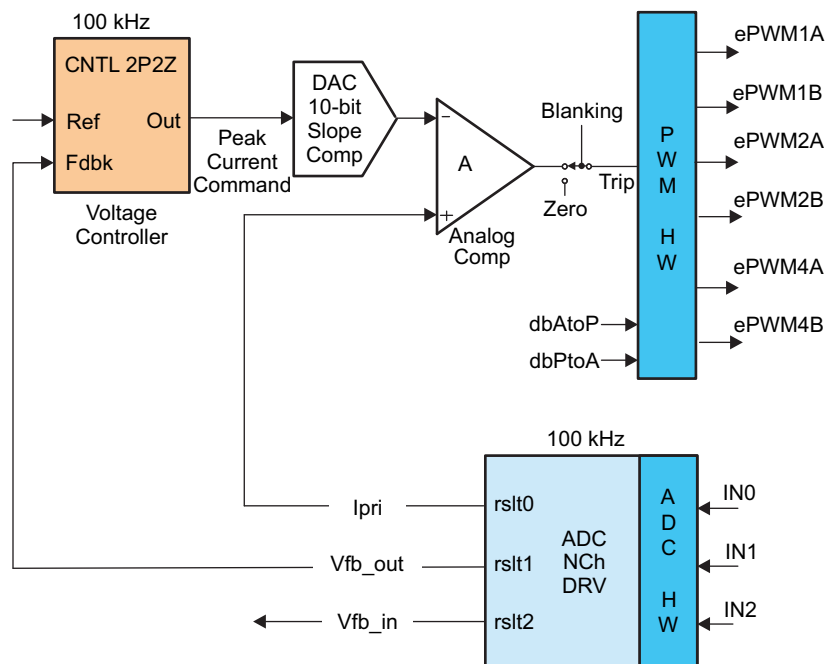 100 kHz
CNTL 2P2Z
Ref
Out
Fdbk
Voltage
Controller
Peak
Current
Command
DAC
10-bit
Slope
Comp
-
A
+
Analog
Comp
Blanking
Zero
Trip
P
W
M
H
W
ePWM1A
ePWM1B
ePWM2A
ePWM2B
ePWM4A
ePWM4B
dbAtoP
dbPtoA
100 kHz
Ipri
Vfb_out
Vfb_in
rslt0
rslt1
rslt2
ADC
NCh
DRV
A
D
C
H
W
IN0
IN1
IN2